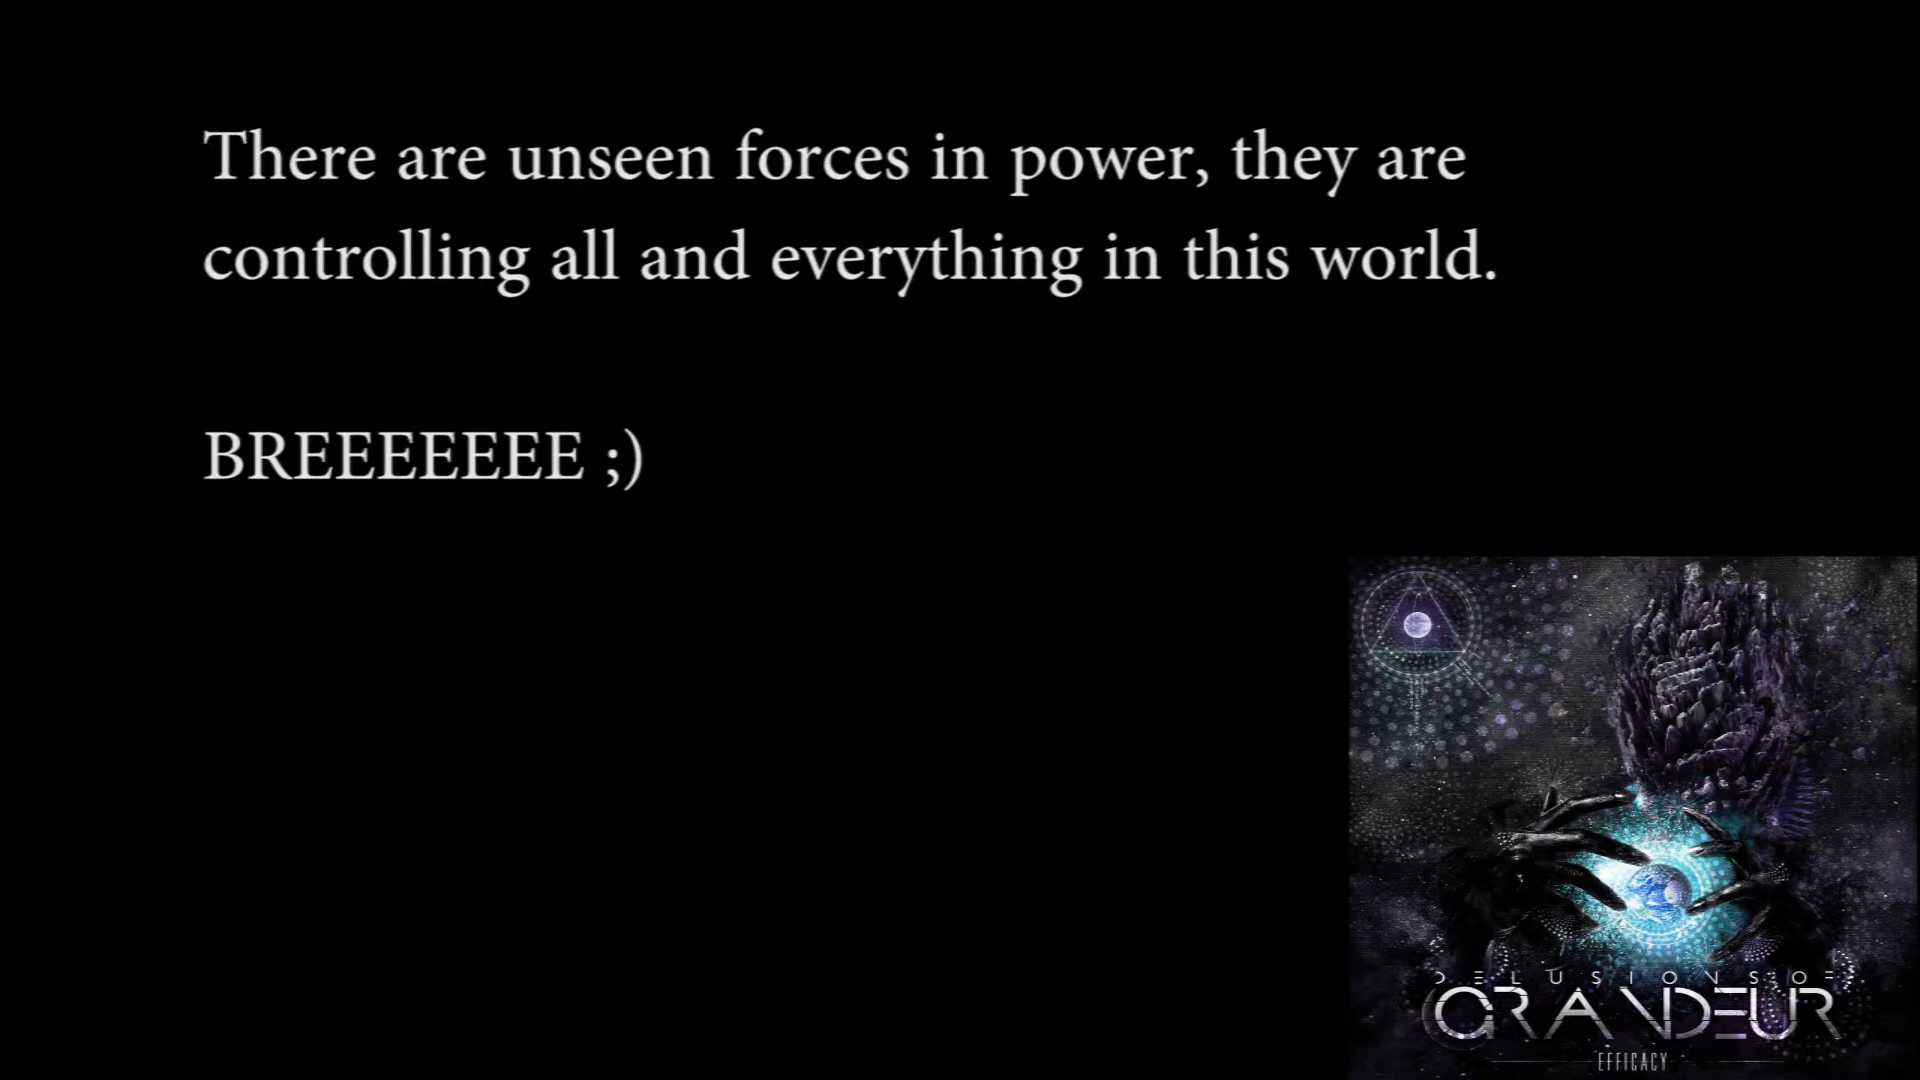 There are unseen forces in power, they are
controlling all and everything in this world.
BREEEEEEE ;)
DELUSIONS OF
GRANDEUR
EFFICACY